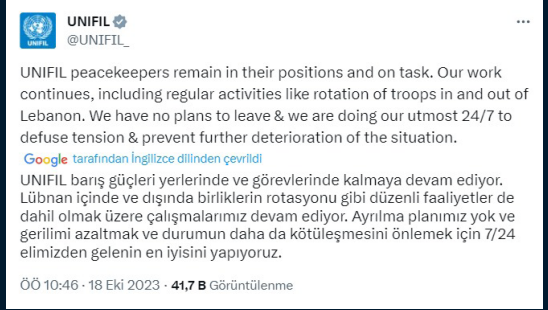 UNIFIL
UNIFIL
@UNIFIL_
UNIFIL peacekeepers remain in their positions and on task. Our work
continues, including regular activities like rotation of troops in and out of
Lebanon. We have no plans to leave & we are doing our utmost 24/7 to
defuse tension & prevent further deterioration of the situation.
Google tarafından İngilizce dilinden çevrildi
UNIFIL barış güçleri yerlerinde ve görevlerinde kalmaya devam ediyor.
Lübnan içinde ve dışında birliklerin rotasyonu gibi düzenli faaliyetler de
dahil olmak üzere çalışmalarımız devam ediyor. Ayrılma planımız yok ve
gerilimi azaltmak ve durumun daha da kötüleşmesini önlemek için 7/24
elimizden gelenin en iyisini yapıyoruz.
ÖÖ 10:46 · 18 Eki 2023 · 41,7 B Görüntülenme